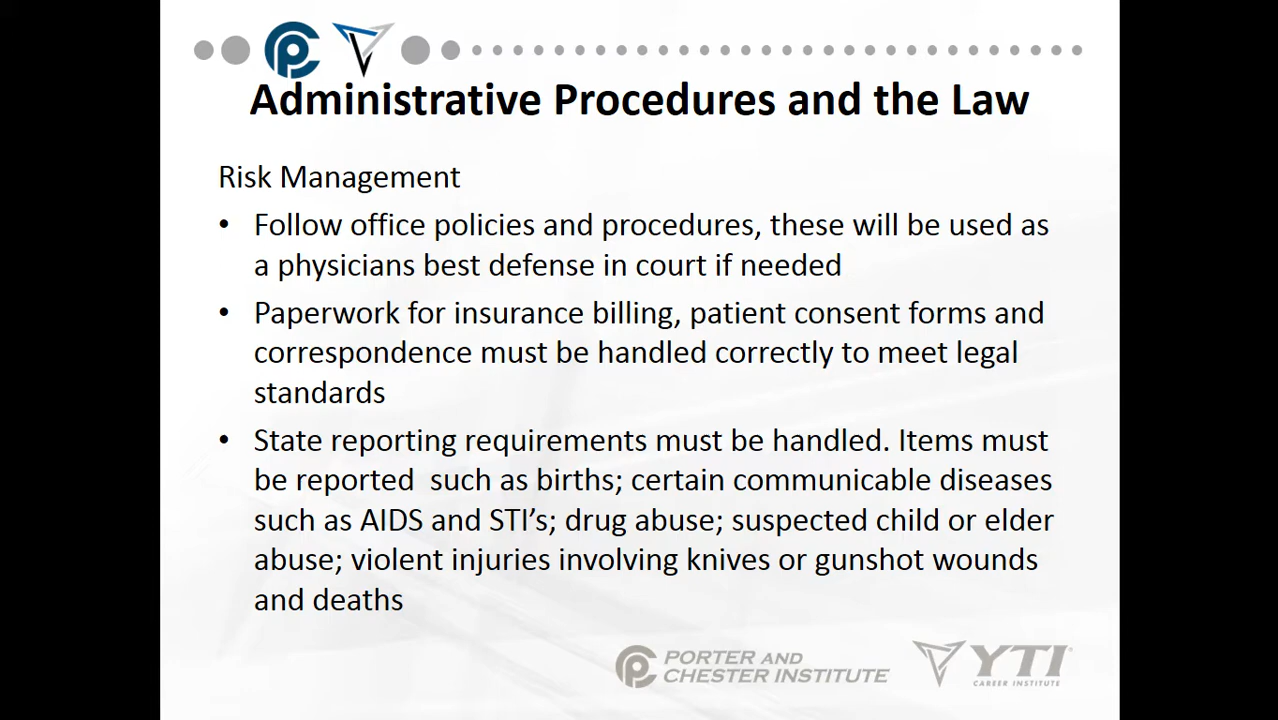 Administrative Procedures and the Law
Risk Management
• Follow office policies and procedures, these will be used as
a physicians best defense in court if needed
• Paperwork for insurance billing, patient consent forms and
correspondence must be handled correctly to meet legal
standards
• State reporting requirements must be handled. Items must
be reported  such as births; certain communicable diseases
such as AIDS and STI’s; drug abuse; suspected child or elder
abuse; violent injuries involving knives or gunshot wounds
and deaths
PORTER AND
CHESTER INSTITUTE
YTI
CAREER INSTITUTE